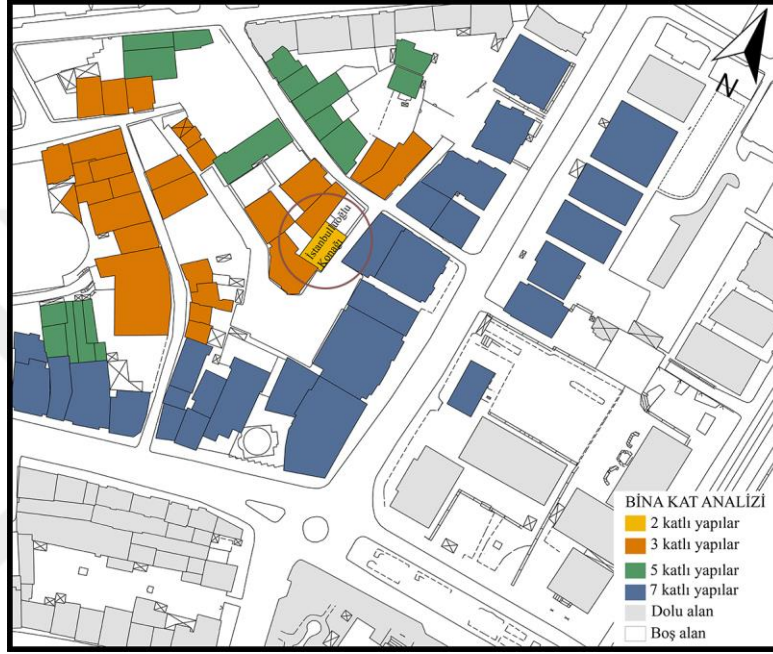 N
İstanbulluoğlu
Konağı
BİNA KAT ANALİZİ
2 katlı yapılar
3 katlı yapılar
5 katlı yapılar
7 katlı yapılar
Dolu alan
Boş alan